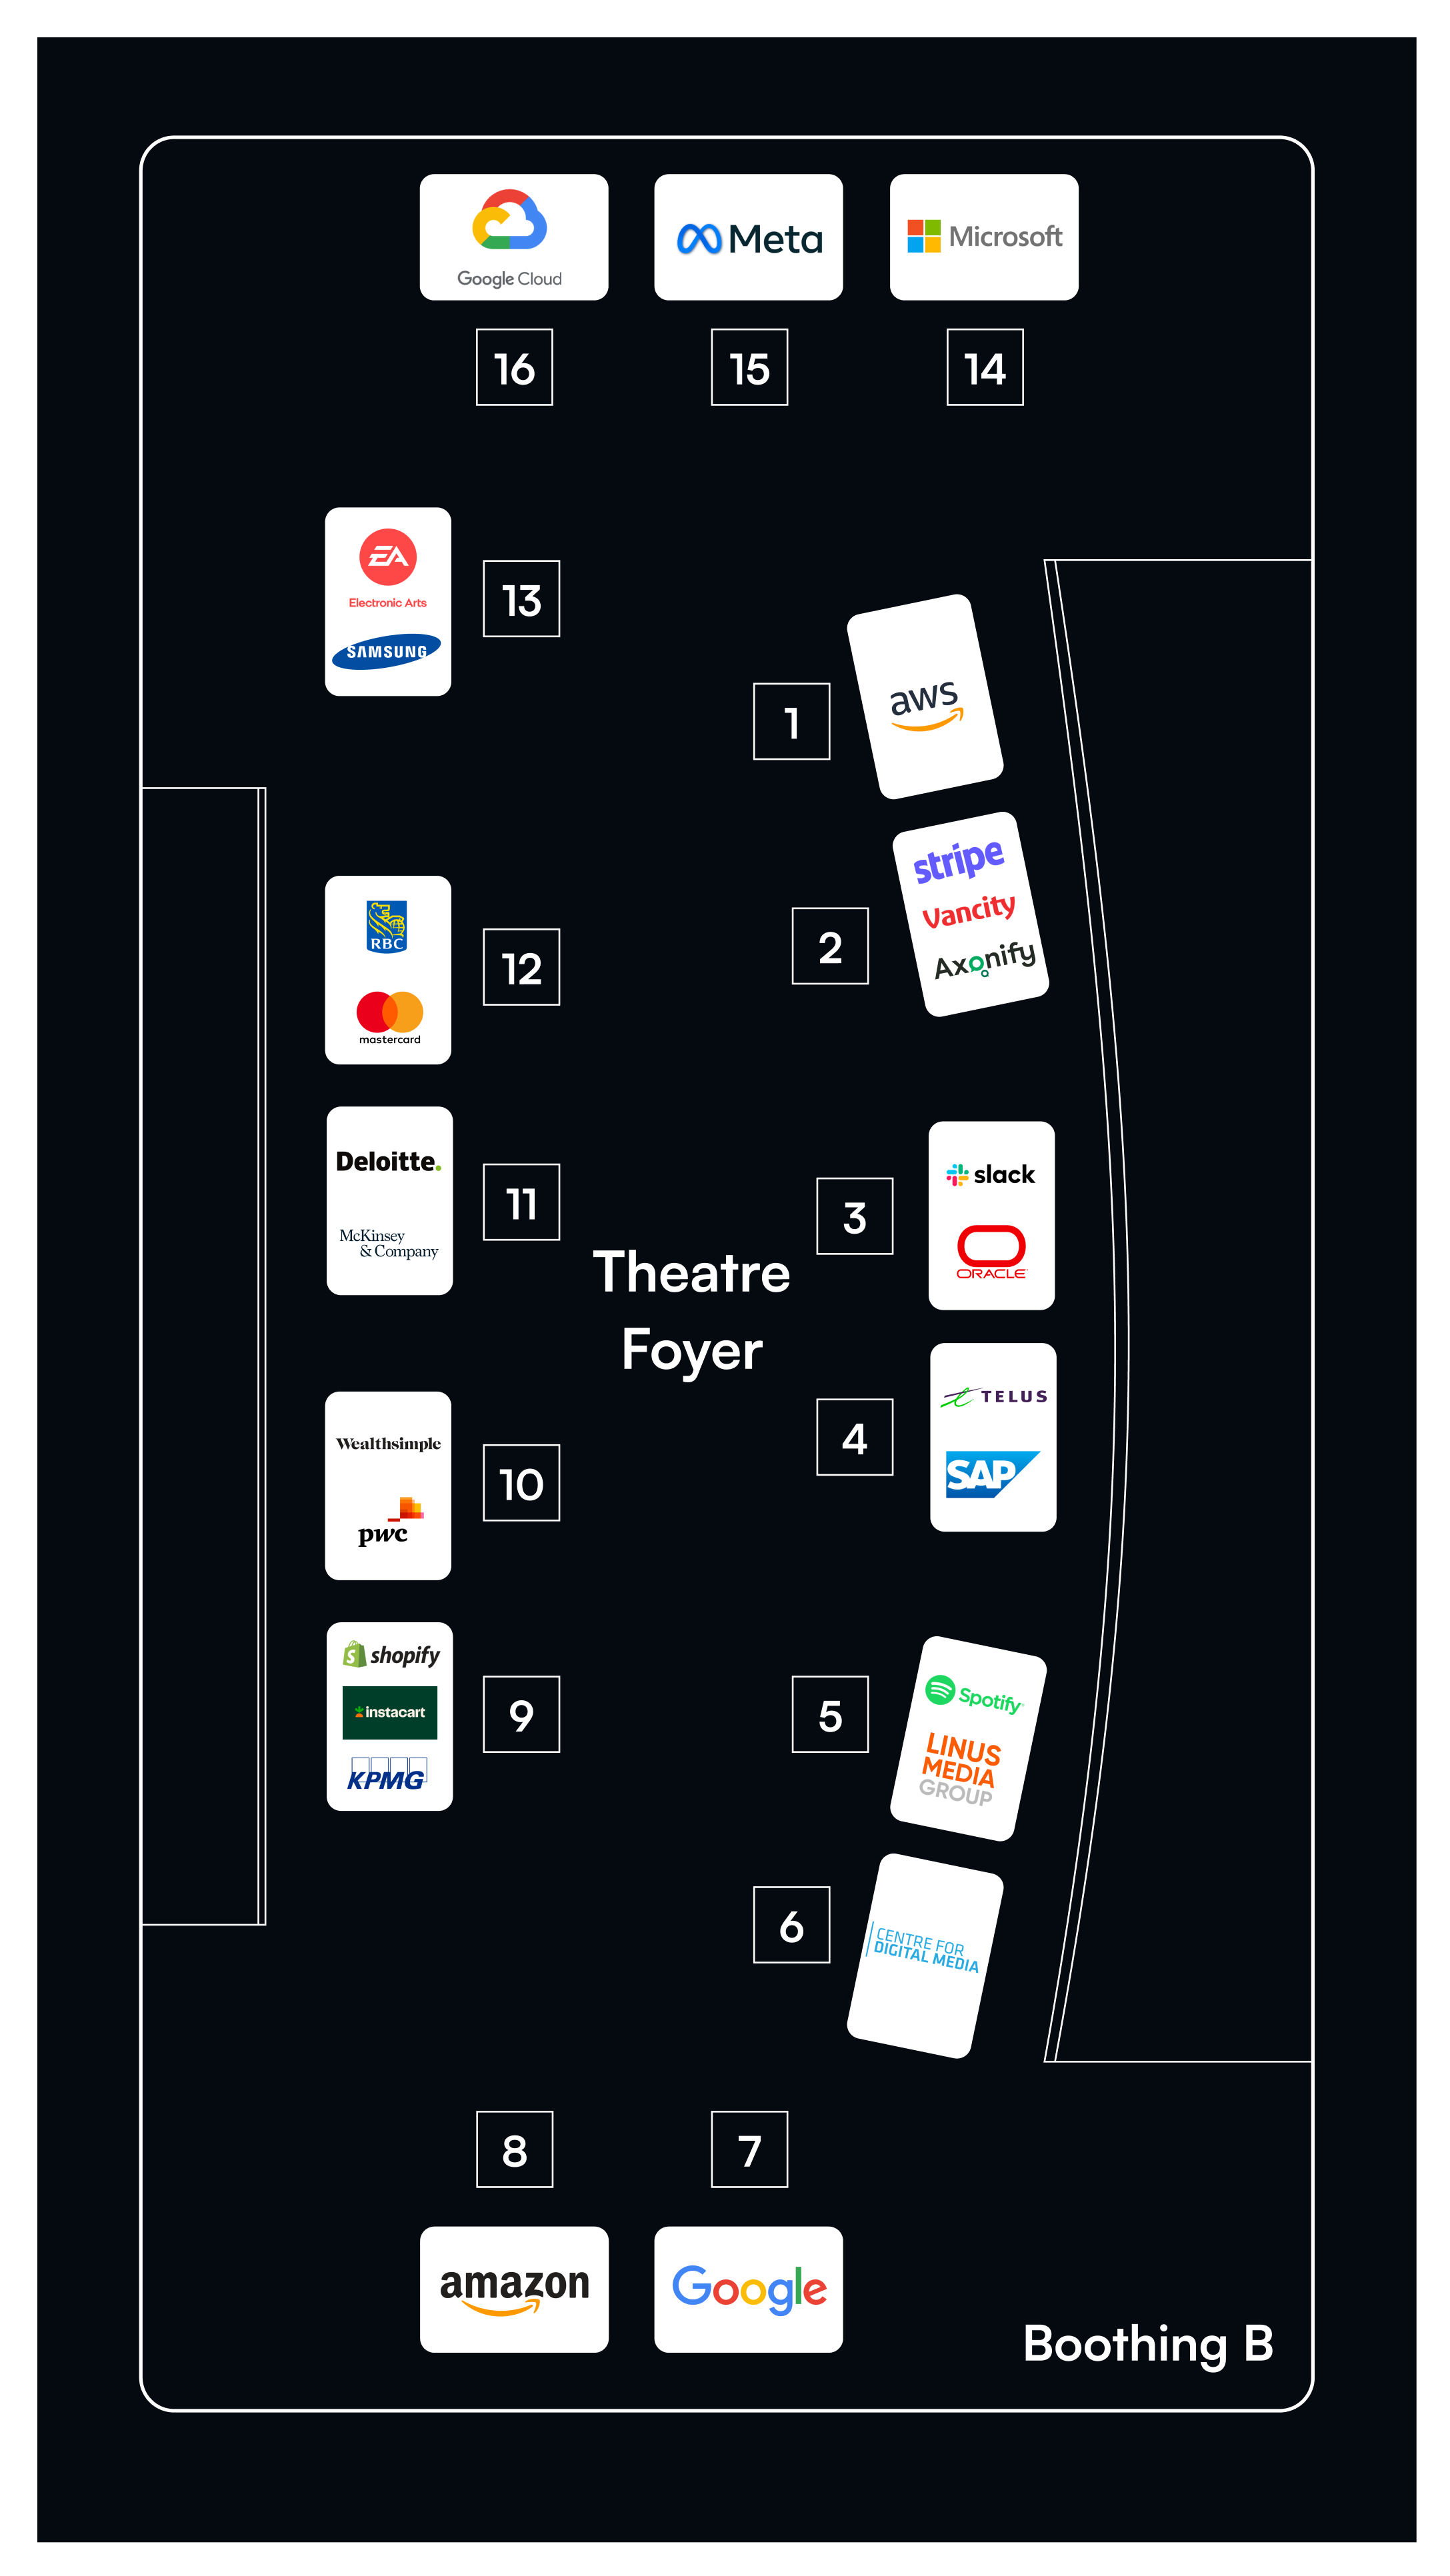 Google Cloud
Meta
Microsoft
16
15
14
EA
Electronic Arts
SAMSUNG
13
aws
1
stripe
Vancity
Axonify
2
RBC
mastercard
12
Deloitte.
McKinsey
& Company
11
slack
ORACLE
3
Theatre
Foyer
TELUS
SAP
4
Wealthsimple
pwc
10
shopify
instacart
KPMG
9
Spotify
LINUS
MEDIA
GROUP
5
CENTRE FOR
DIGITAL MEDIA
6
8
7
amazon
Google
Boothing B